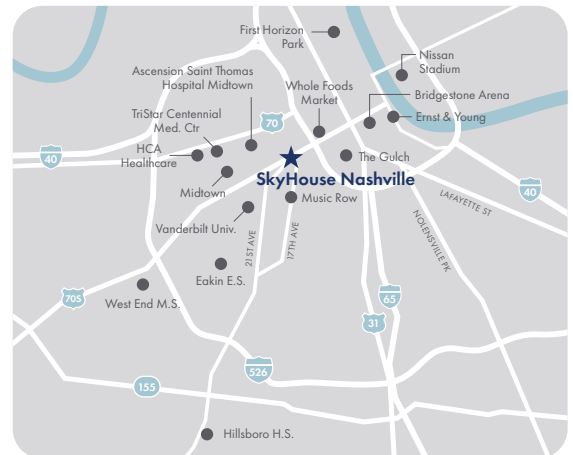 First Horizon
Park
Nissan
Stadium
Ascension Saint Thomas
Hospital Midtown
Whole Foods
Market
Bridgestone Arena
TriStar Centennial
Med. Ctr
70
Ernst & Young
HCA
Healthcare
40
The Gulch
SkyHouse Nashville
Midtown
40
Music Row
LAFAYETTE ST
Vanderbilt Univ.
21ST AVE
17TH AVE
NOLENSVILLE PK
Eakin E.S.
70S
West End M.S.
65
31
526
155
Hillsboro H.S.